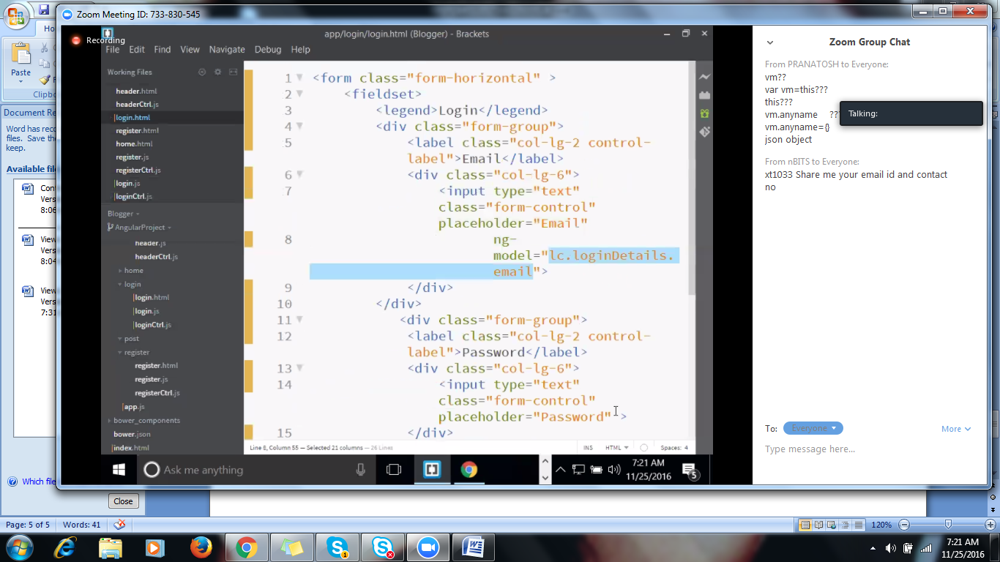 Zoom Meeting ID: 733-830-545
Ho
Paste
Clipbo
Document Re
Word has reco
files. Save the
keep.
Available file
Cont
Vers
8:06
View
Vers
8:04
View
Vers
7:31
Which file
Close
Recording
app/login/login.html (Blogger) - Brackets
File Edit Find View Navigate Debug Help
Working Files
header.html
headerCtrl.js
login.html
register.html
home.html
register.js
registerCtrl.js
login.js
loginCtrl.js
Blogger
AngularProject
header.js
headerCtrl.js
home
login
login.html
login.js
loginCtrl.js
post
register
register.html
register.js
registerCtrl.js
app.js
bower_components
bower.json
index.html
1 <form class="form-horizontal" >
2 <fieldset>
3 <legend>Login</legend>
4 <div class="form-group">
5 <label class="col-lg-2 control-
label">Email</label>
6 <div class="col-lg-6">
7 <input type="text"
class="form-control"
placeholder="Email"
8 ng-
model="lc.loginDetails.
email">
9 </div>
10 </div>
11 <div class="form-group">
12 <label class="col-lg-2 control-
label">Password</label>
13 <div class="col-lg-6">
14 <input type="text"
class="form-control"
placeholder="Password" >
15 </div>
Line 8, Column 55 — Selected 21 columns — 26 Lines
INS HTML Spaces: 4
Ask me anything
7:21 AM
11/25/2016
5
Zoom Group Chat
From PRANATOSH to Everyone:
vm??
var vm=this???
this???
vm.anyname ??
vm.anyname={}
json object
Talking:
From nBITS to Everyone:
xt1033 Share me your email id and contact
no
To: Everyone More
Type message here...
Page: 5 of 5 Words: 41 120%
1
7:21 AM
11/25/2016